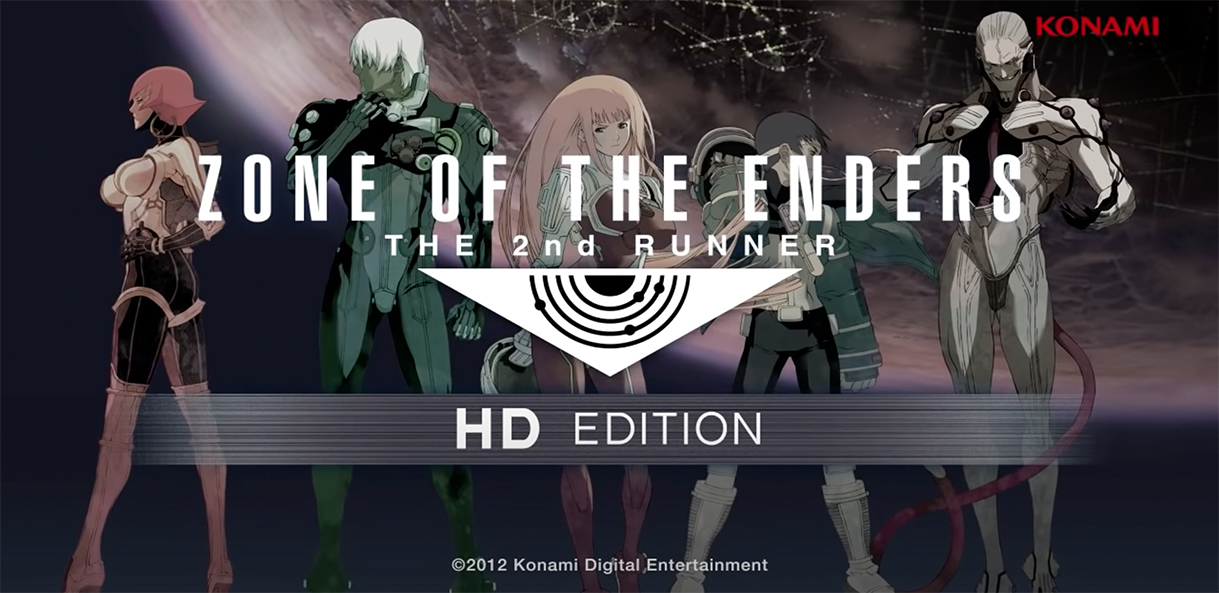 KONAMI
ZONE OF THE ENDERS
THE 2nd RUNNER
HD EDITION
©2012 Konami Digital Entertainment